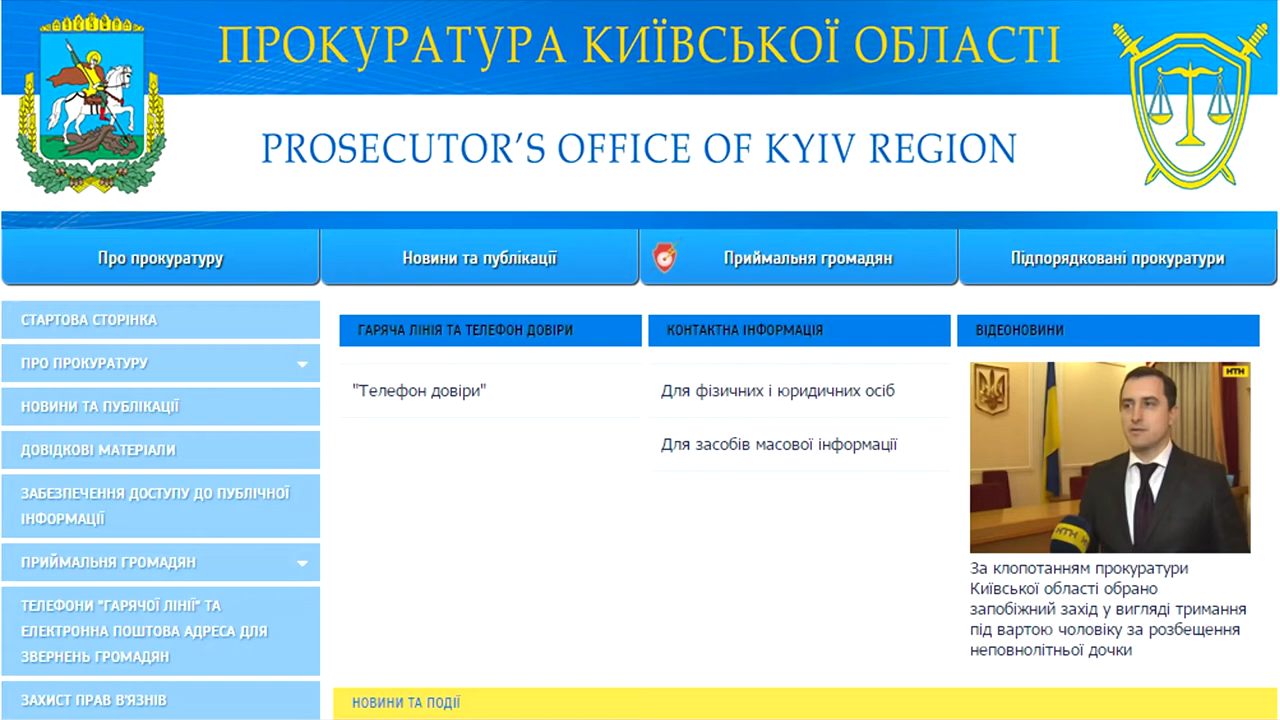 ПРОКУРАТУРА КИЇВСЬКОЇ ОБЛАСТІ
PROSECUTOR'S OFFICE OF KYIV REGION
Про прокуратуру
Новини та публікації
Приймальня громадян
Підпорядковані прокуратури
СТАРТОВА СТОРІНКА
ПРО ПРОКУРАТУРУ
НОВИНИ ТА ПУБЛІКАЦІЇ
ДОВІДКОВІ МАТЕРІАЛИ
ЗАБЕЗПЕЧЕННЯ ДОСТУПУ ДО ПУБЛІЧНОЇ
ІНФОРМАЦІЇ
ПРИЙМАЛЬНЯ ГРОМАДЯН
ТЕЛЕФОНИ "ГАРЯЧОЇ ЛІНІЇ" ТА
ЕЛЕКТРОННА ПОШТОВА АДРЕСА ДЛЯ
ЗВЕРНЕНЬ ГРОМАДЯН
ЗАХИСТ ПРАВ В'ЯЗНІВ
ГАРЯЧА ЛІНІЯ ТА ТЕЛЕФОН ДОВІРИ
"Телефон довіри"
КОНТАКТНА ІНФОРМАЦІЯ
Для фізичних і юридичних осіб
Для засобів масової інформації
ВІДЕОНОВИНИ
НТН
НТН
За клопотанням прокуратури
Київської області обрано
запобіжний захід у вигляді тримання
під вартою чоловіку за розбещення
неповнолітньої дочки
НОВИНИ ТА ПОДІЇ